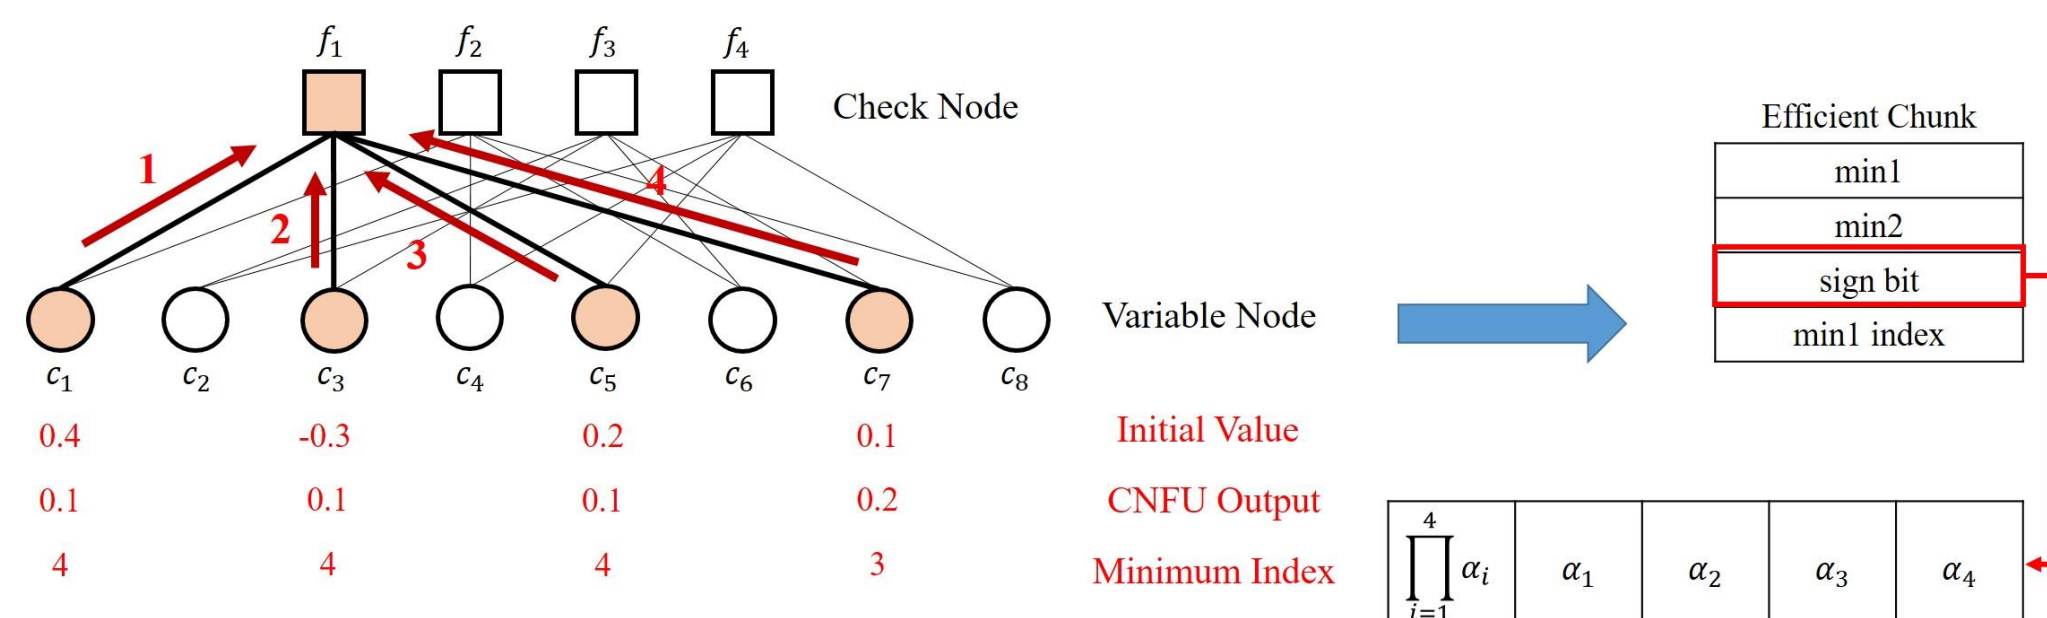 f₁ f₂ f₃ f₄
Check Node
1
2
3
4
c₁ c₂ c₃ c₄ c₅ c₆ c₇ c₈
Variable Node
0.4 -0.3 0.2 0.1 Initial Value
0.1 0.1 0.1 0.2 CNFU Output
4 4 4 3 Minimum Index
Efficient Chunk
min1
min2
sign bit
min1 index
4
∏ αᵢ α₁ α₂ α₃ α₄
i=1